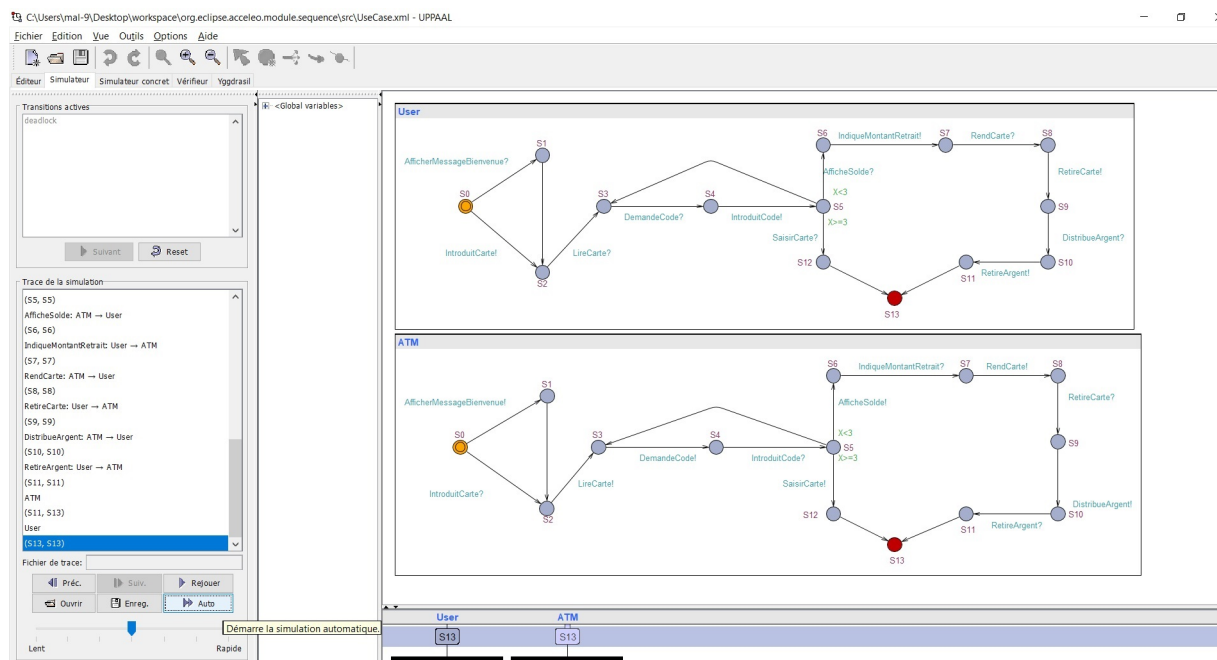 C:\Users\mal-9\Desktop\workspace\org.eclipse.acceleo.module.sequence\src\UseCase.xml - UPPAAL
Fichier Edition Vue Outils Options Aide
Éditeur Simulateur Simulateur concret Vérifieur Yggdrasil
Transitions actives
deadlock
Suivant Reset
Trace de la simulation
(S5, S5)
AfficheSolde: ATM → User
(S6, S6)
IndiqueMontantRetrait: User → ATM
(S7, S7)
RendCarte: ATM → User
(S8, S8)
RetireCarte: User → ATM
(S9, S9)
DistribueArgent: ATM → User
(S10, S10)
RetireArgent: User → ATM
(S11, S11)
ATM
(S11, S13)
User
(S13, S13)
Fichier de trace:
Préc. Suiv. Rejouer
Ouvrir Enreg. Auto
Démarre la simulation automatique.
Lent Rapide
<Global variables>
User
S6 IndiqueMontantRetrait! S7 RendCarte? S8
S1
AfficherMessageBienvenue?
AfficheSolde? RetireCarte!
S0 S3 S4 X<3
S5 S9
DemandeCode? IntroduitCode! X>=3
SaisirCarte? DistribueArgent?
IntroduitCarte! LireCarte?
S12 S10
S2 S11 RetireArgent!
S13
ATM
S6 IndiqueMontantRetrait? S7 RendCarte! S8
S1
AfficherMessageBienvenue! AfficheSolde! RetireCarte?
S0 S3 S4 X<3
S5 S9
DemandeCode! IntroduitCode? X>=3
IntroduitCarte? LireCarte! SaisirCarte!
DistribueArgent!
S2 S12 S11 RetireArgent? S10
S13
User ATM
S13 S13